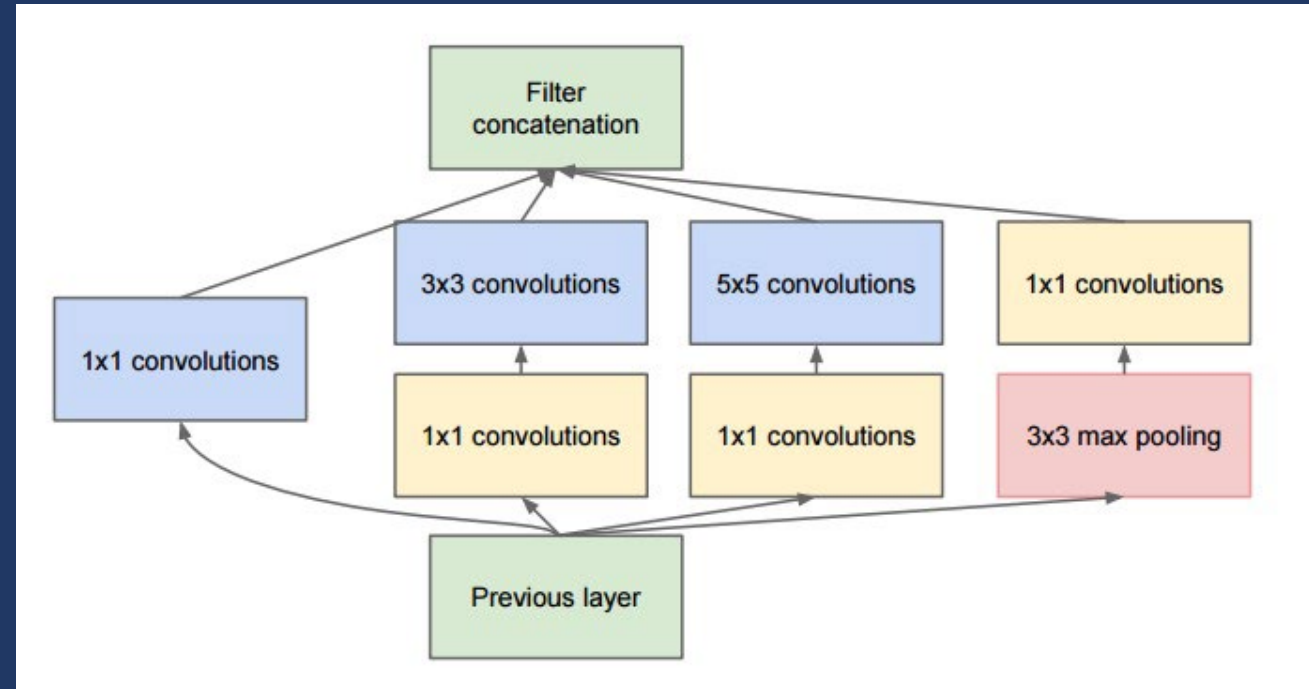 Filter
concatenation
3x3 convolutions
5x5 convolutions
1x1 convolutions
1x1 convolutions
1x1 convolutions
1x1 convolutions
3x3 max pooling
Previous layer